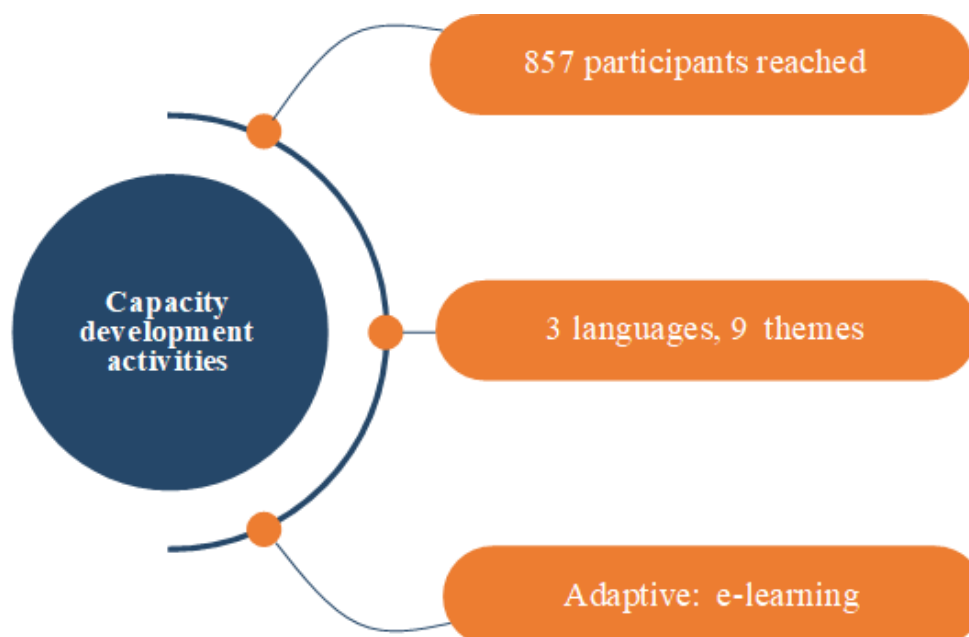 857 participants reached
Capacity
development
activities
3 languages, 9 themes
Adaptive: e-learning